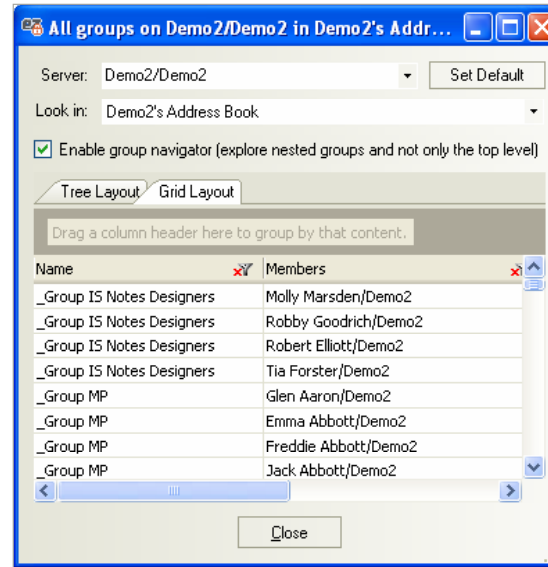 All groups on Demo2/Demo2 in Demo2's Addr...
Server: Demo2/Demo2 Set Default
Look in: Demo2's Address Book
Enable group navigator (explore nested groups and not only the top level)
Tree Layout Grid Layout
Drag a column header here to group by that content.
Name Members
_Group IS Notes Designers Molly Marsden/Demo2
_Group IS Notes Designers Robby Goodrich/Demo2
_Group IS Notes Designers Robert Elliott/Demo2
_Group IS Notes Designers Tia Forster/Demo2
_Group MP Glen Aaron/Demo2
_Group MP Emma Abbott/Demo2
_Group MP Freddie Abbott/Demo2
_Group MP Jack Abbott/Demo2
Close